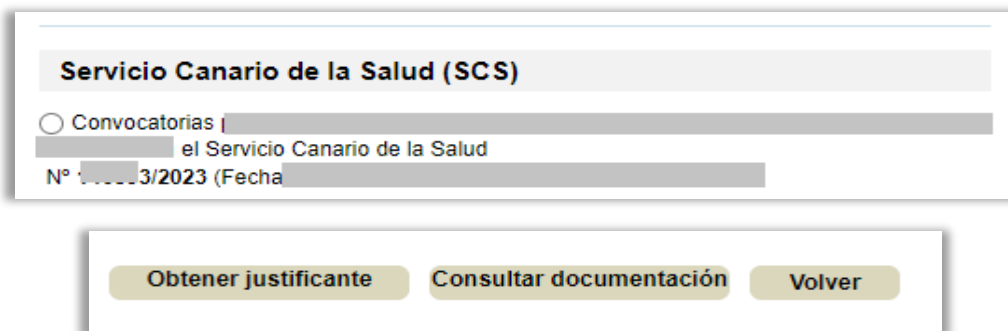 Servicio Canario de la Salud (SCS)
Convocatorias
el Servicio Canario de la Salud
Nº 3/2023 (Fecha
Obtener justificante Consultar documentación Volver